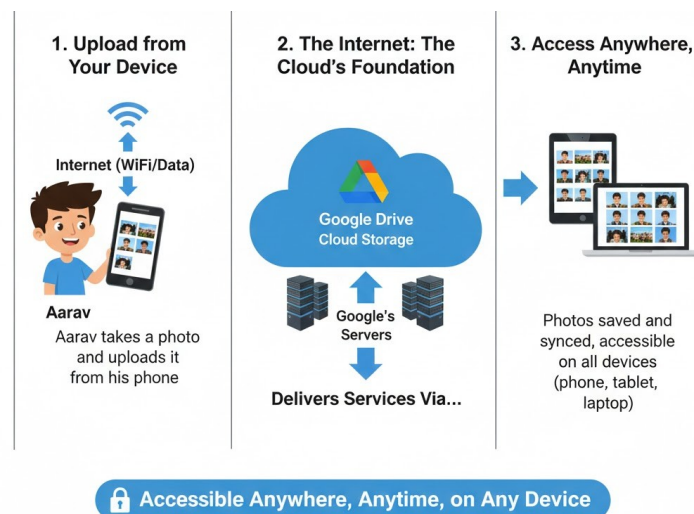 1. Upload from
Your Device
Internet (WiFi/Data)
Aarav
Aarav takes a photo
and uploads it
from his phone
2. The Internet: The
Cloud's Foundation
Google Drive
Cloud Storage
Google's
Servers
Delivers Services Via...
3. Access Anywhere,
Anytime
Photos saved and
synced, accessible
on all devices
(phone, tablet,
laptop)
Accessible Anywhere, Anytime, on Any Device